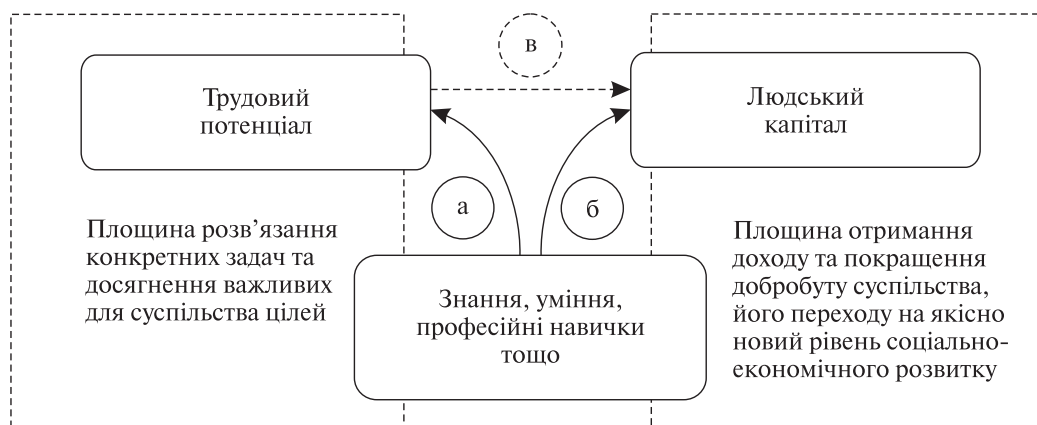 в
Трудовий
потенціал
Людський
капітал
а
б
Площина розв’язання
конкретних задач та
досягнення важливих
для суспільства цілей
Знання, уміння,
професійні навички
тощо
Площина отримання
доходу та покращення
добробуту суспільства,
його переходу на якісно
новий рівень соціально-
економічного розвитку